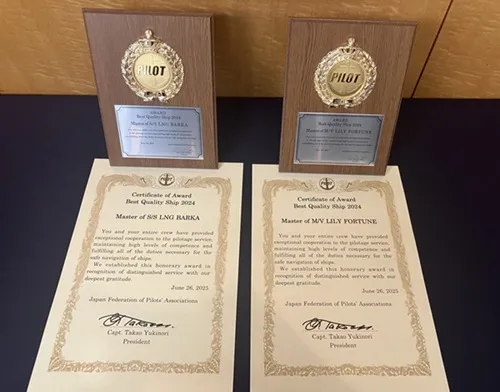 PILOT
AWARD
Best Quality Ship 2024
Master of S/S LNG BARKA
PILOT
AWARD
Best Quality Ship 2024
Master of M/V LILY FORTUNE
PILOT
Certificate of Award
Best Quality Ship 2024
Master of S/S LNG BARKA
You and your entire crew have provided
exceptional cooperation to the pilotage service,
maintaining high levels of competence and
fulfilling all of the duties necessary for the
safe navigation of ships.
We established this honorary award in
recognition of distinguished service with our
deepest gratitude.
June 26, 2025
Japan Federation of Pilots' Associations
Capt. Takao Yukinori
President
PILOT
Certificate of Award
Best Quality Ship 2024
Master of M/V LILY FORTUNE
You and your entire crew have provided
exceptional cooperation to the pilotage service,
maintaining high levels of competence and
fulfilling all of the duties necessary for the
safe navigation of ships.
We established this honorary award in
recognition of distinguished service with our
deepest gratitude.
June 26, 2025
Japan Federation of Pilots' Associations
Capt. Takao Yukinori
President